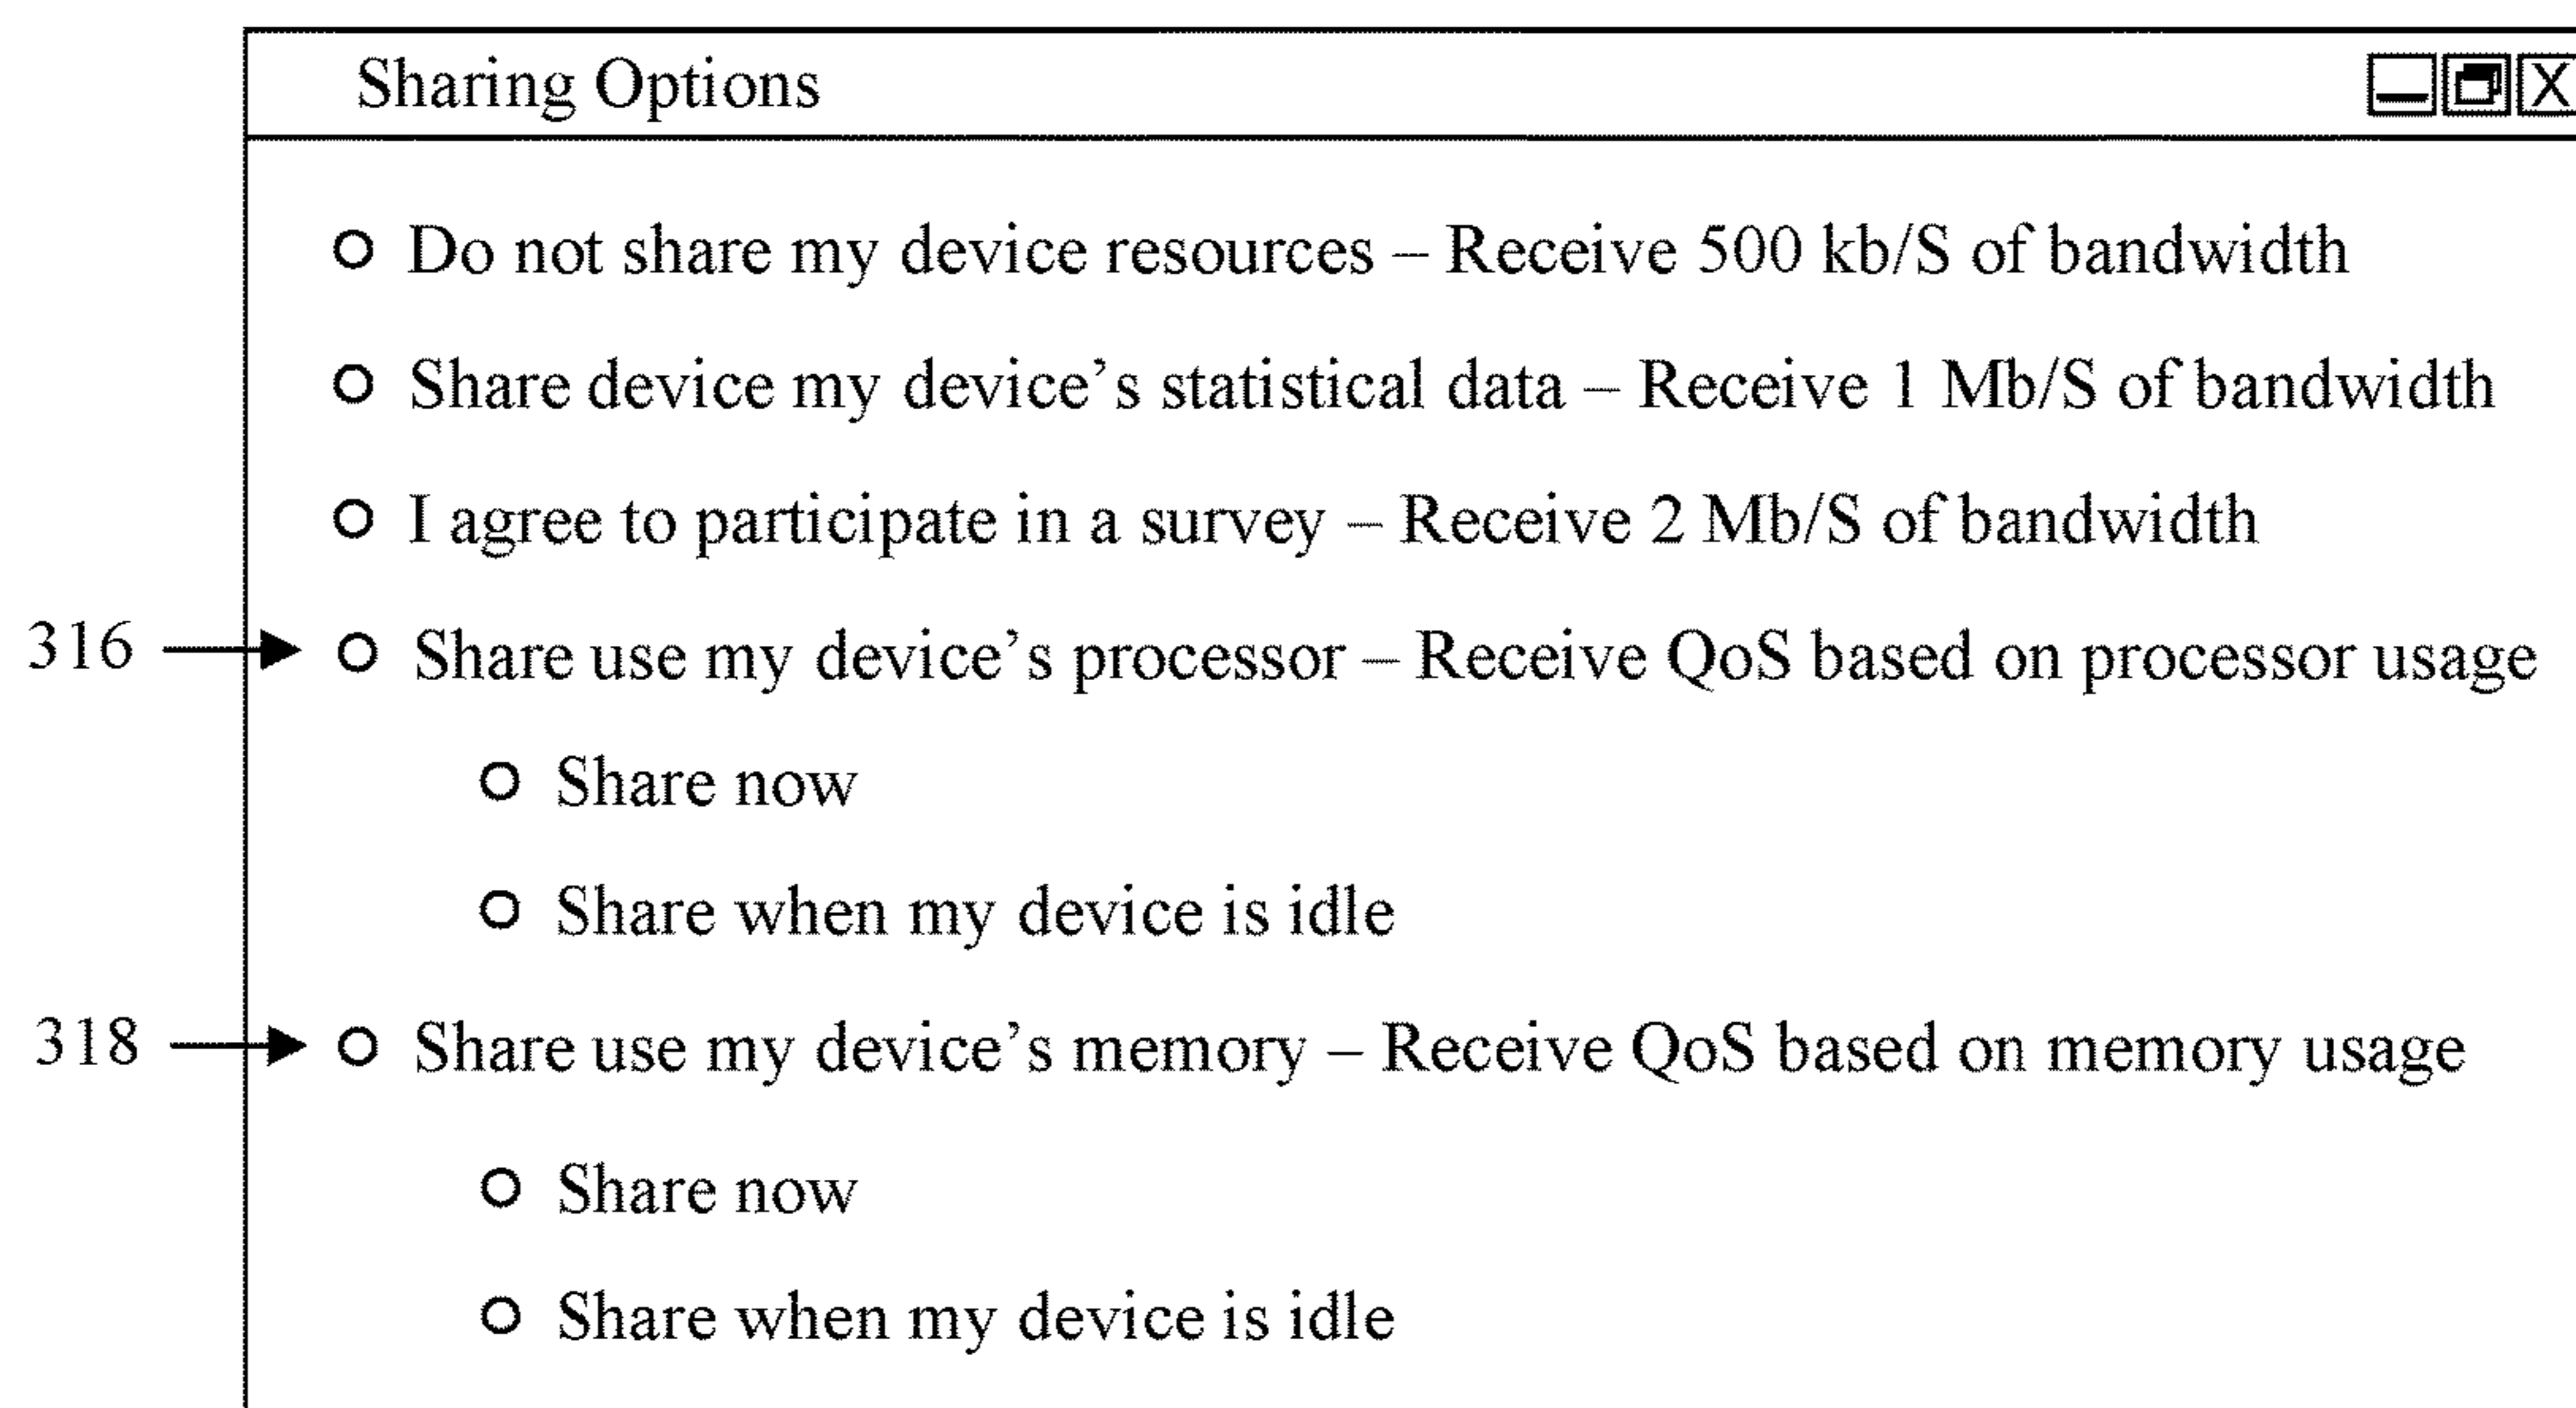 Sharing Options X
Do not share my device resources – Receive 500 kb/S of bandwidth
Share device my device’s statistical data – Receive 1 Mb/S of bandwidth
I agree to participate in a survey – Receive 2 Mb/S of bandwidth
316 Share use my device’s processor – Receive QoS based on processor usage
Share now
Share when my device is idle
318 Share use my device’s memory – Receive QoS based on memory usage
Share now
Share when my device is idle